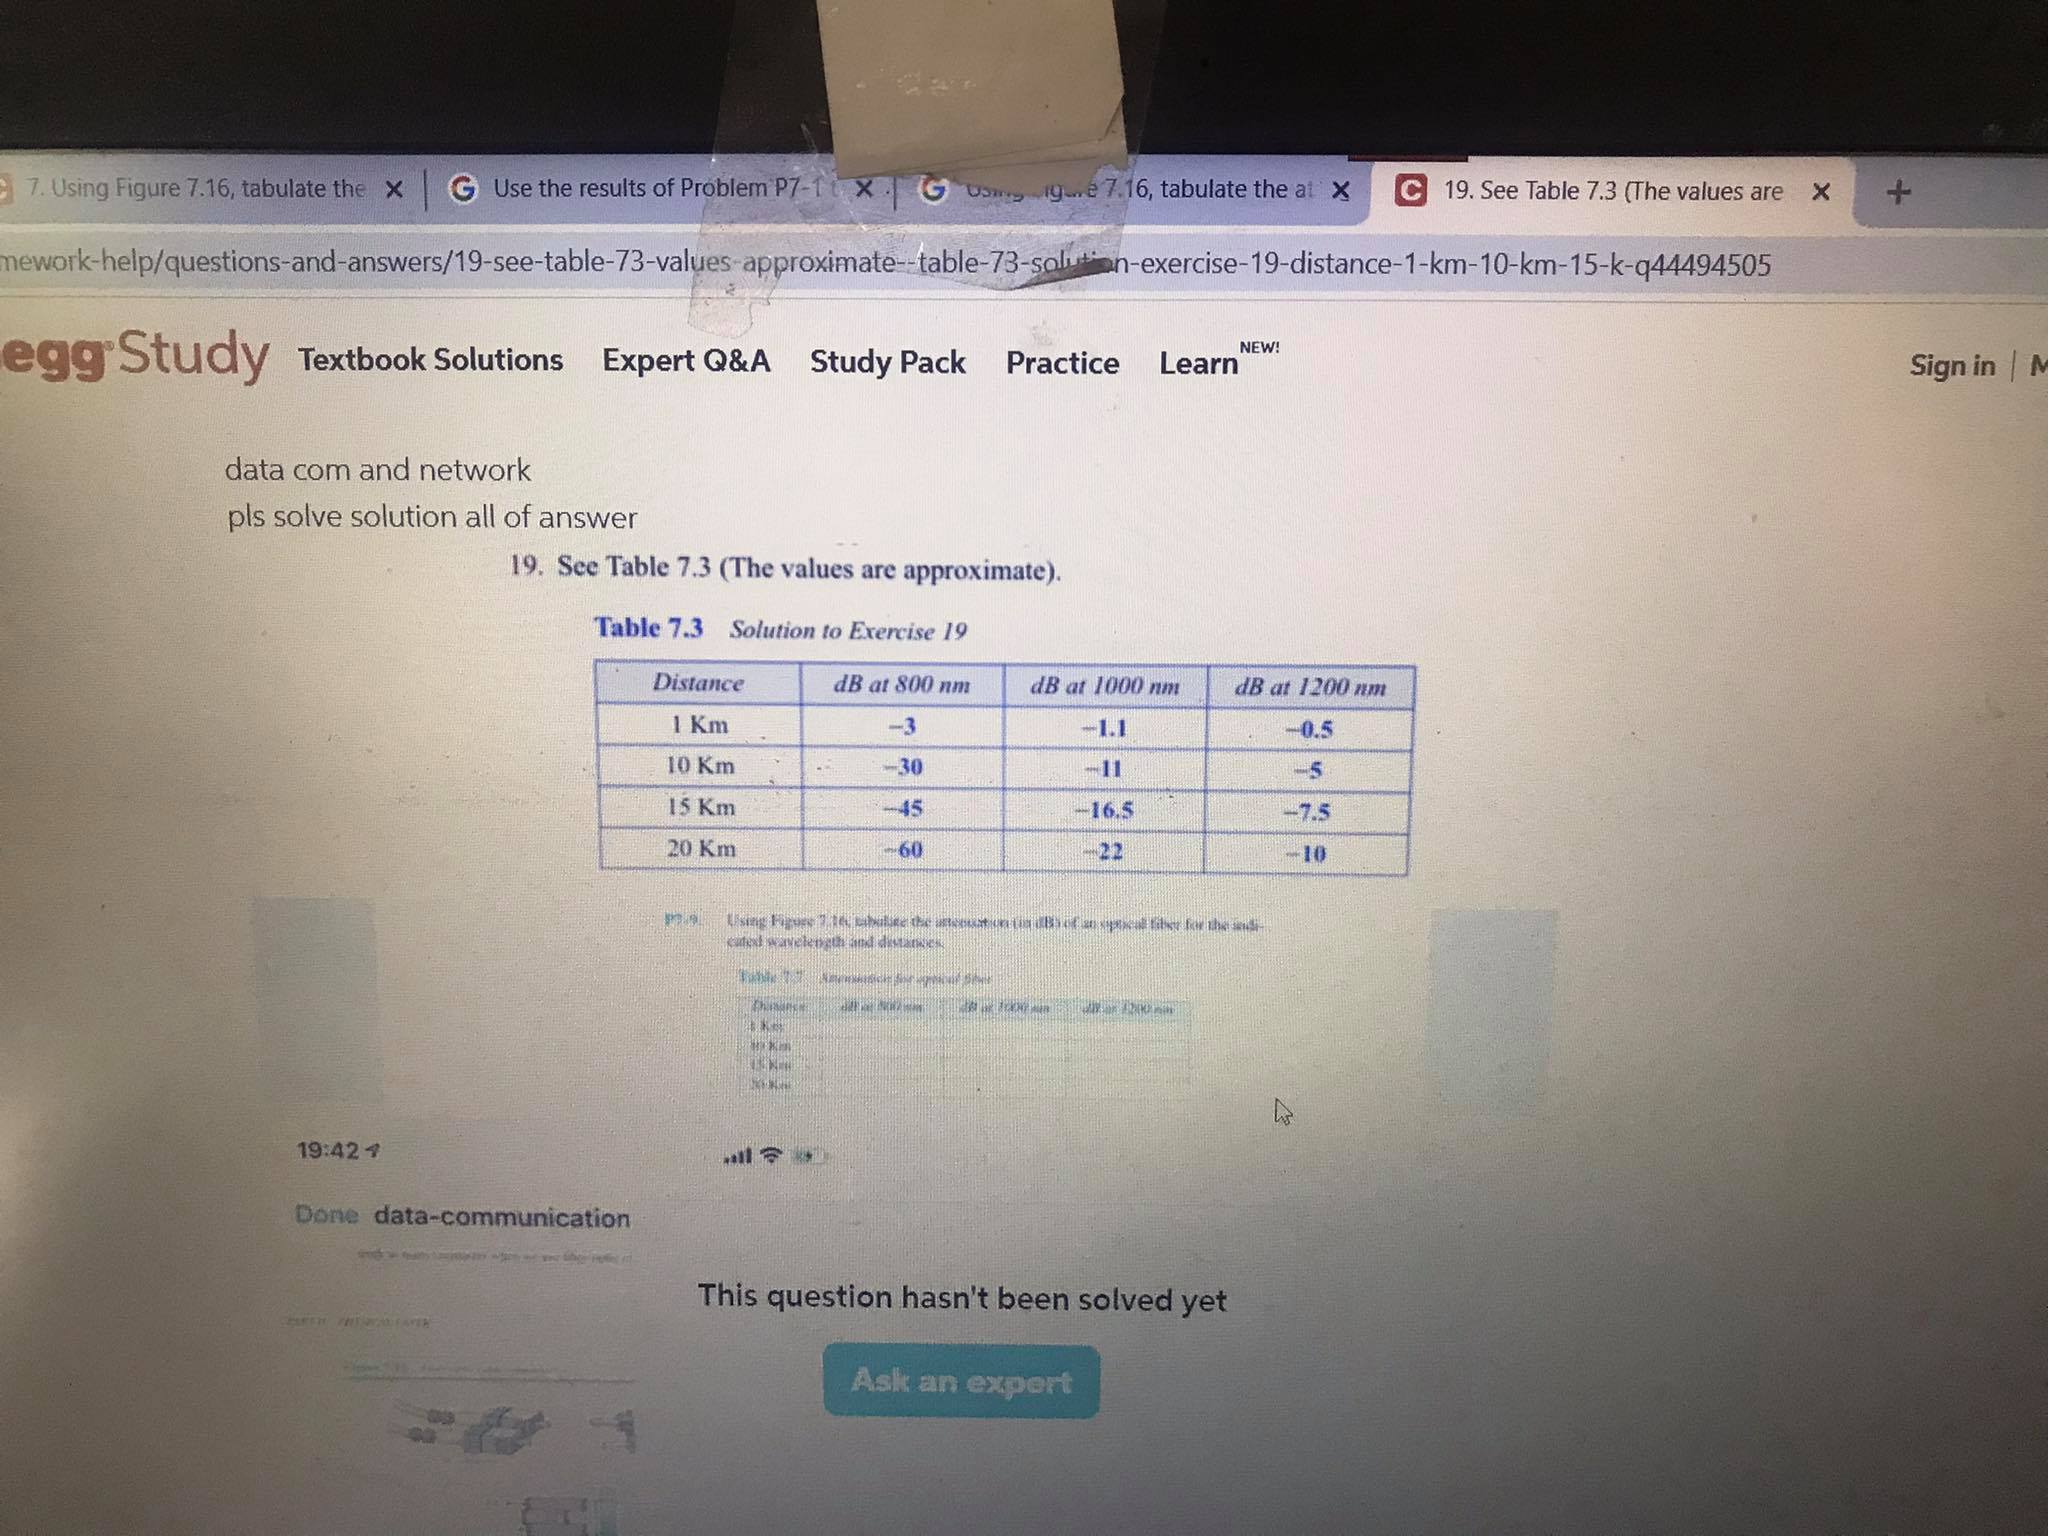 7. Using Figure 7.16, tabulate the
Use the results of Problem P7-1
7.16, tabulate the at
19. See Table 7.3 (The values are
mework-help/questions-and-answers/19-see-table-73-values-approximate--table-73-solution-exercise-19-distance-1-km-10-km-15-k-q44494505
egg Study Textbook Solutions Expert Q&A Study Pack Practice Learn NEW! Sign in | M
data com and network
pls solve solution all of answer
19. See Table 7.3 (The values are approximate).
Table 7.3 Solution to Exercise 19
Distance dB at 800 nm dB at 1000 nm dB at 1200 nm
1 Km -3 -1.1 -0.5
10 Km -30 -11 -5
15 Km -45 -16.5 -7.5
20 Km -60 -22 -10
P7-9. Using Figure 7.16, tabulate the attenuation (in dB) of an optical fiber for the indi-
cated wavelength and distances.
Table 7.7 Attenuation for optical fiber
Distance dB at 800 nm dB at 1000 nm dB at 1200 nm
1 Km
10 Km
15 Km
20 Km
19:42
Done data-communication
This question hasn't been solved yet
Ask an expert